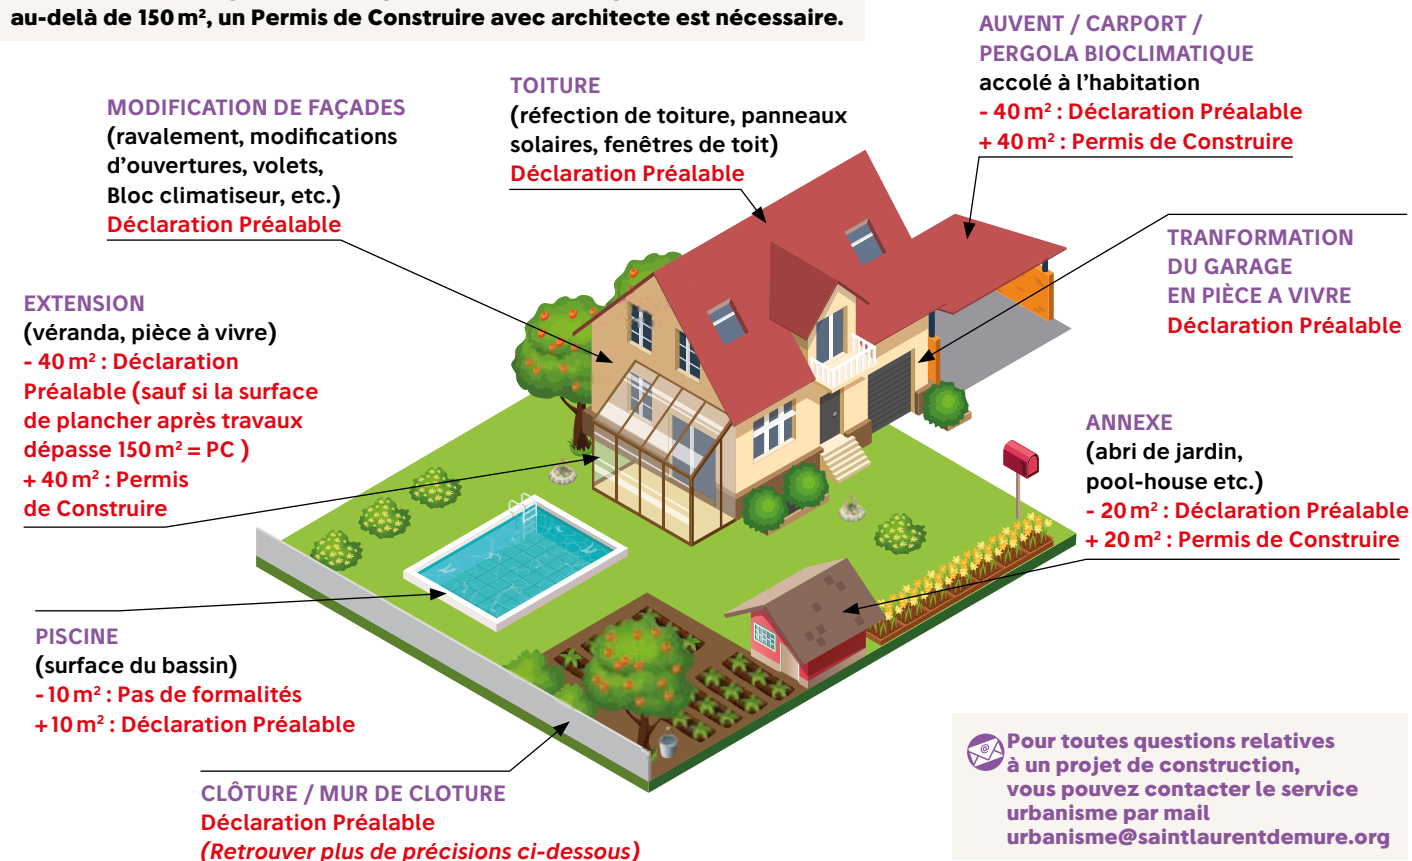 au-delà de 150 m², un Permis de Construire avec architecte est nécessaire.
AUVENT / CARPORT /
PERGOLA BIOCLIMATIQUE
accolé à l'habitation
- 40 m² : Déclaration Préalable
+ 40 m² : Permis de Construire
TOITURE
(réfection de toiture, panneaux
solaires, fenêtres de toit)
Déclaration Préalable
MODIFICATION DE FAÇADES
(ravalement, modifications
d'ouvertures, volets,
Bloc climatiseur, etc.)
Déclaration Préalable
TRANFORMATION
DU GARAGE
EN PIÈCE A VIVRE
Déclaration Préalable
EXTENSION
(véranda, pièce à vivre)
- 40 m² : Déclaration
Préalable (sauf si la surface
de plancher après travaux
dépasse 150 m² = PC )
+ 40 m² : Permis
de Construire
ANNEXE
(abri de jardin,
pool-house etc.)
- 20 m² : Déclaration Préalable
+ 20 m² : Permis de Construire
PISCINE
(surface du bassin)
- 10 m² : Pas de formalités
+ 10 m² : Déclaration Préalable
CLÔTURE / MUR DE CLOTURE
Déclaration Préalable
(Retrouver plus de précisions ci-dessous)
@
Pour toutes questions relatives
à un projet de construction,
vous pouvez contacter le service
urbanisme par mail
urbanisme@saintlaurentdemure.org